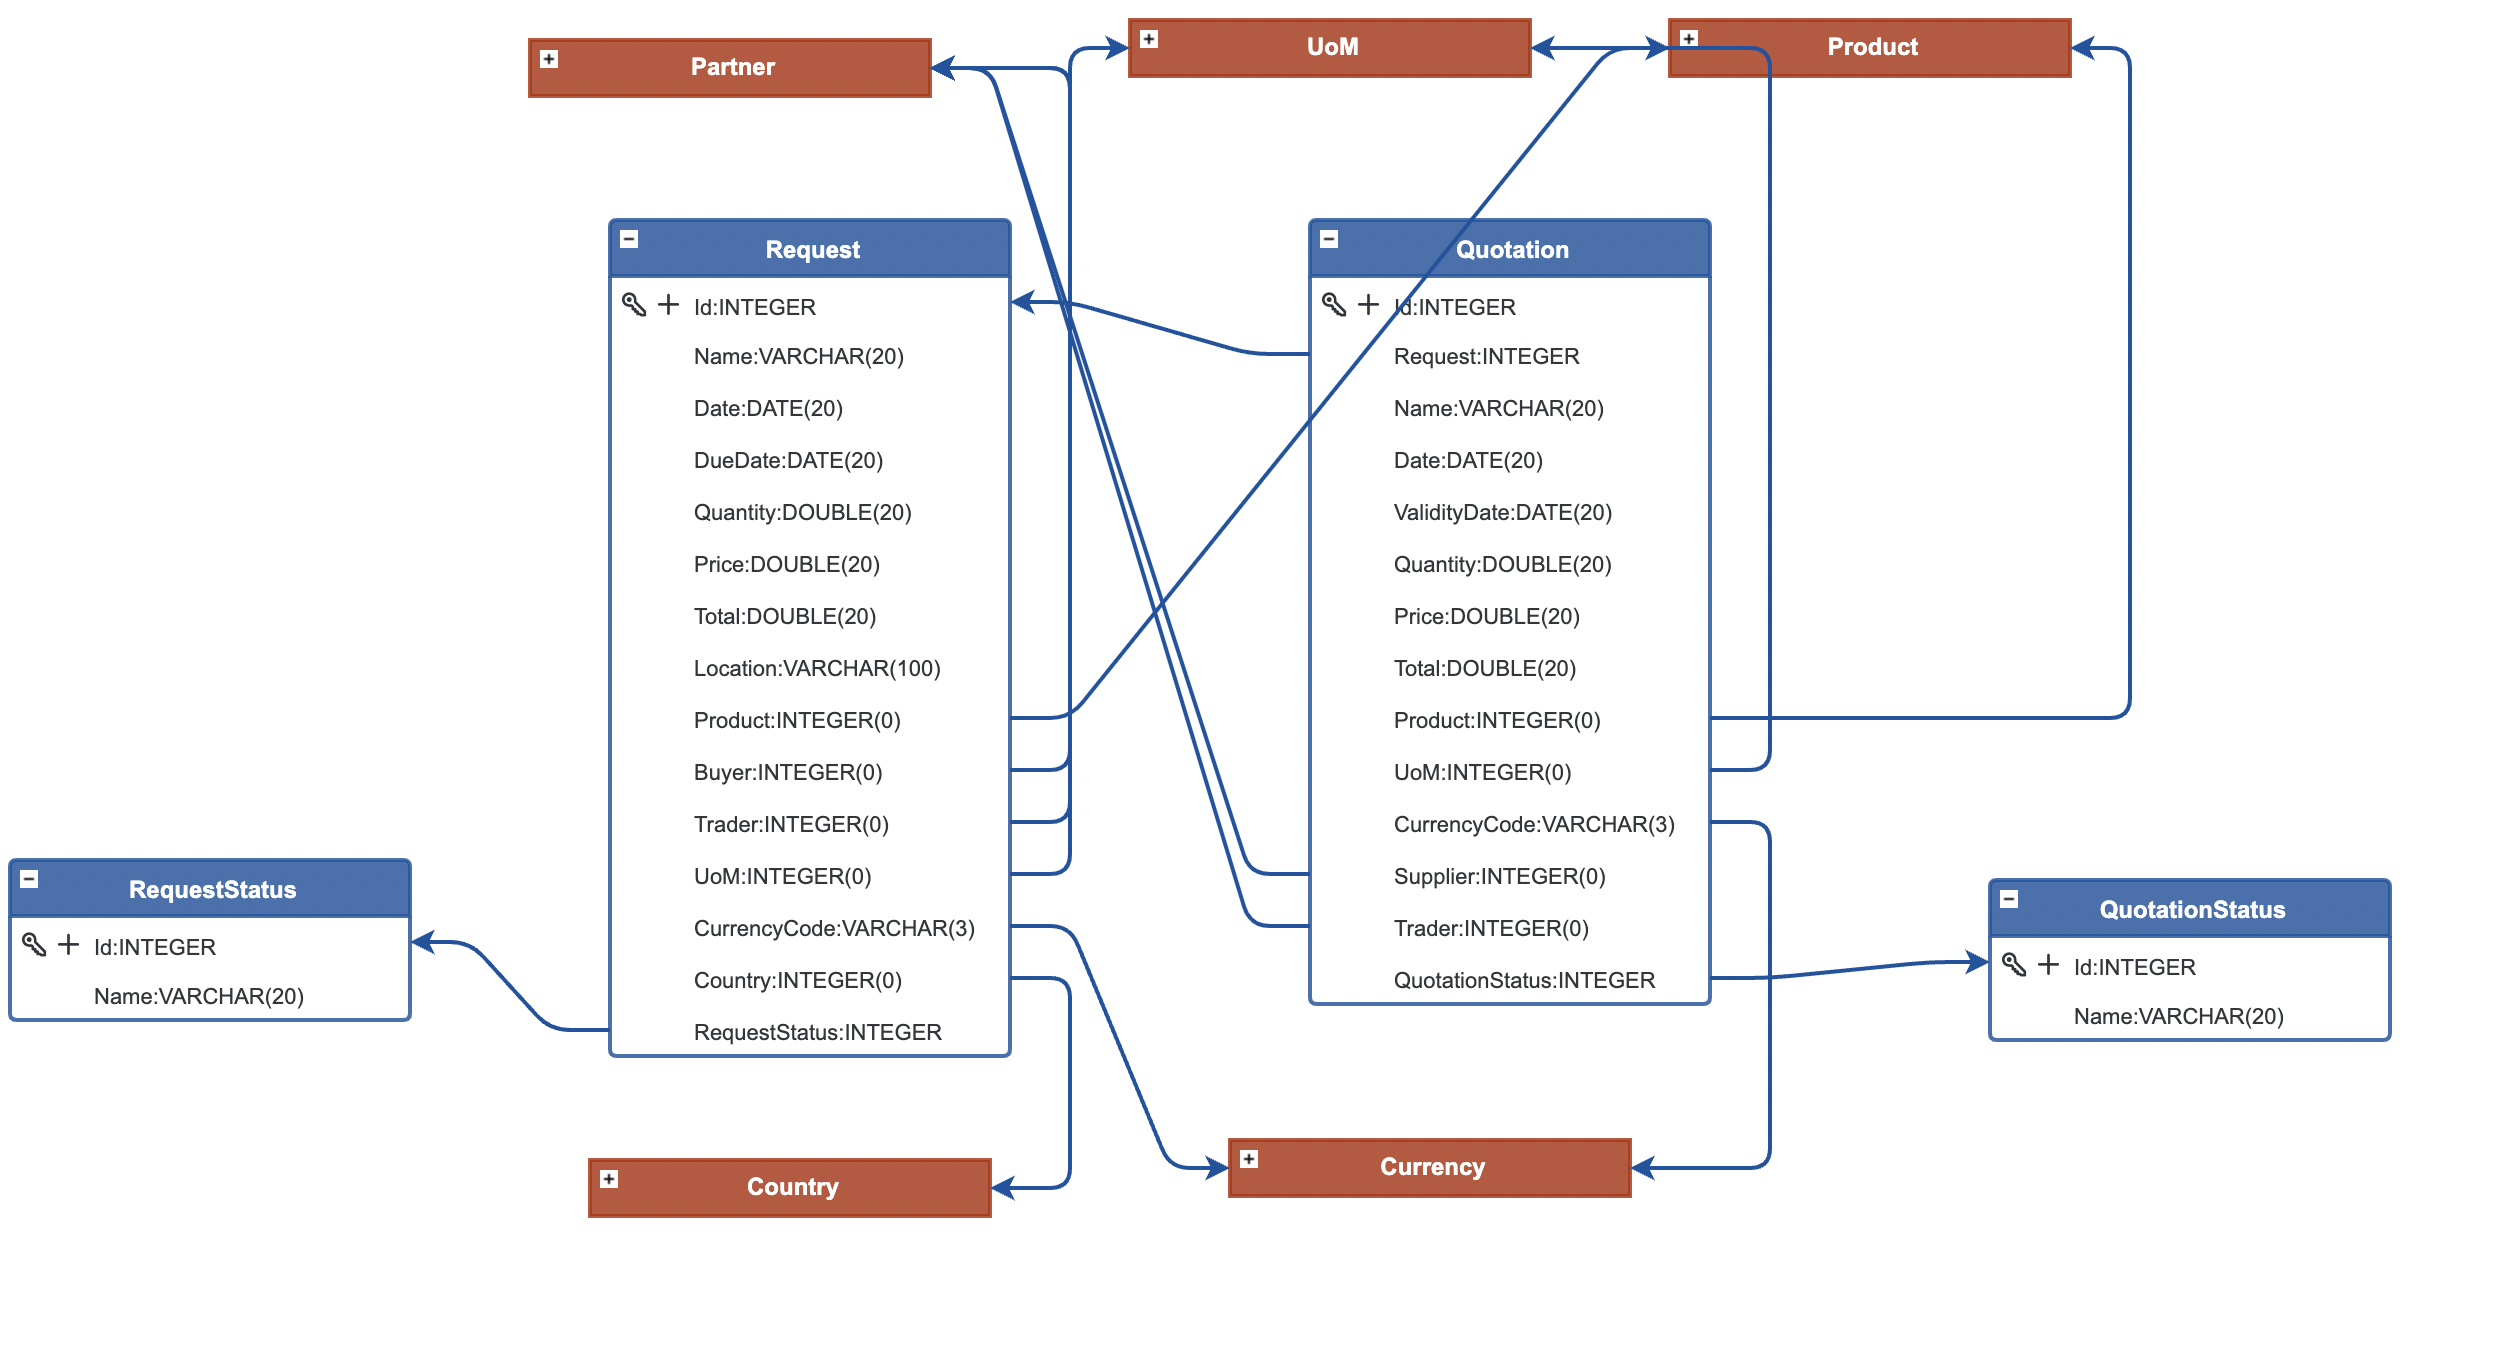 Partner
UoM
Product
Request
Id:INTEGER
Name:VARCHAR(20)
Date:DATE(20)
DueDate:DATE(20)
Quantity:DOUBLE(20)
Price:DOUBLE(20)
Total:DOUBLE(20)
Location:VARCHAR(100)
Product:INTEGER(0)
Buyer:INTEGER(0)
Trader:INTEGER(0)
UoM:INTEGER(0)
CurrencyCode:VARCHAR(3)
Country:INTEGER(0)
RequestStatus:INTEGER
Quotation
Id:INTEGER
Request:INTEGER
Name:VARCHAR(20)
Date:DATE(20)
ValidityDate:DATE(20)
Quantity:DOUBLE(20)
Price:DOUBLE(20)
Total:DOUBLE(20)
Product:INTEGER(0)
UoM:INTEGER(0)
CurrencyCode:VARCHAR(3)
Supplier:INTEGER(0)
Trader:INTEGER(0)
QuotationStatus:INTEGER
RequestStatus
Id:INTEGER
Name:VARCHAR(20)
QuotationStatus
Id:INTEGER
Name:VARCHAR(20)
Country
Currency